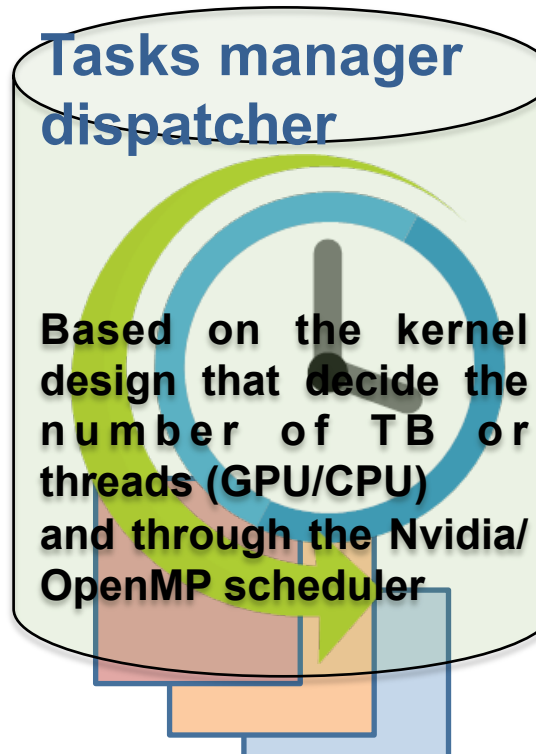 Tasks manager
dispatcher
Based on the kernel
design that decide the
number of TB or
threads (GPU/CPU)
and through the Nvidia/
OpenMP scheduler